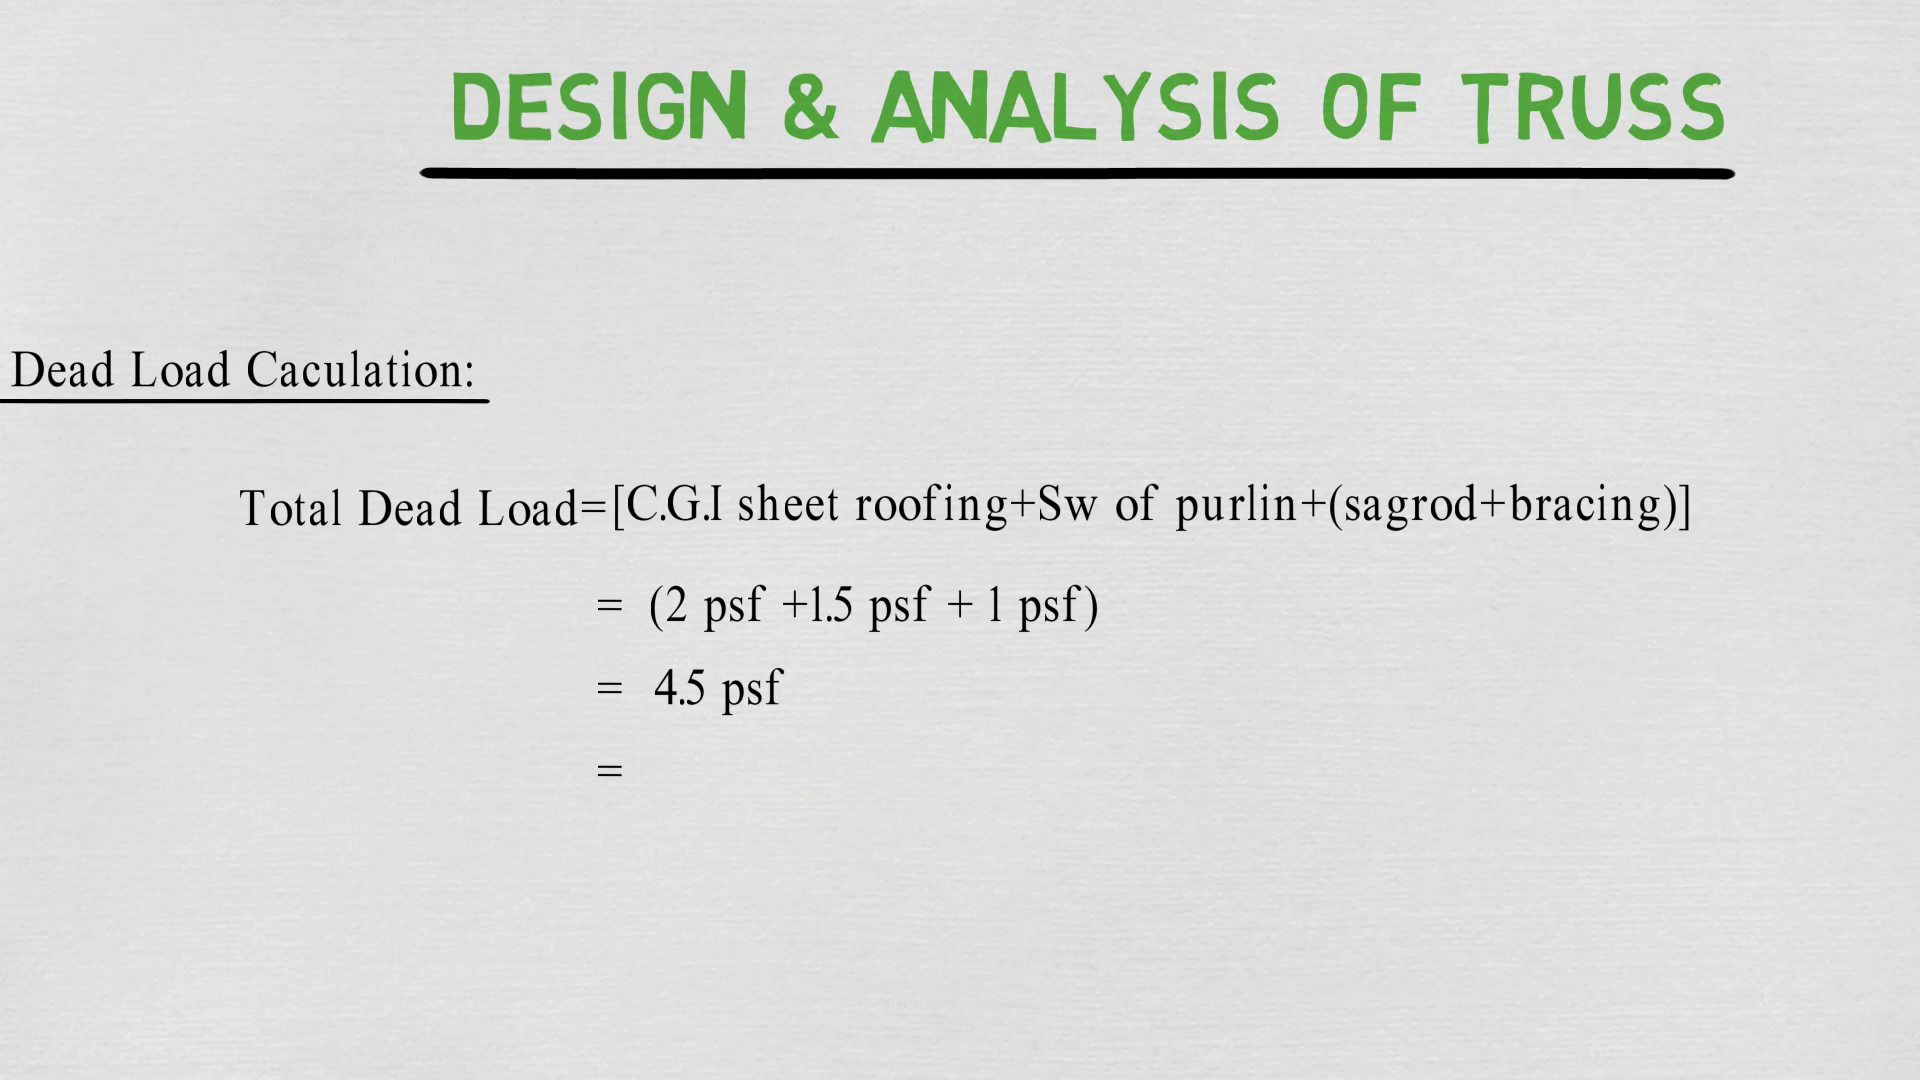 DESIGN & ANALYSIS OF TRUSS
Dead Load Caculation:
Total Dead Load=[C.G.I sheet roofing+Sw of purlin+(sagrod+bracing)]
= (2 psf +1.5 psf + 1 psf)
= 4.5 psf
=